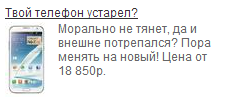 Твой телефон устарел?
Морально не тянет, да и
внешне потрепался? Пора
менять на новый! Цена от
18 850р.